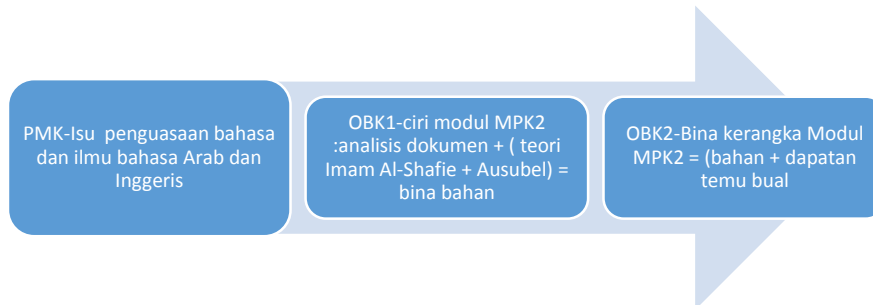 PMK-Isu penguasaan bahasa
dan ilmu bahasa Arab dan
Inggeris
OBK1-ciri modul MPK2
:analisis dokumen + ( teori
Imam Al-Shafie + Ausubel) =
bina bahan
OBK2-Bina kerangka Modul
MPK2 = (bahan + dapatan
temu bual